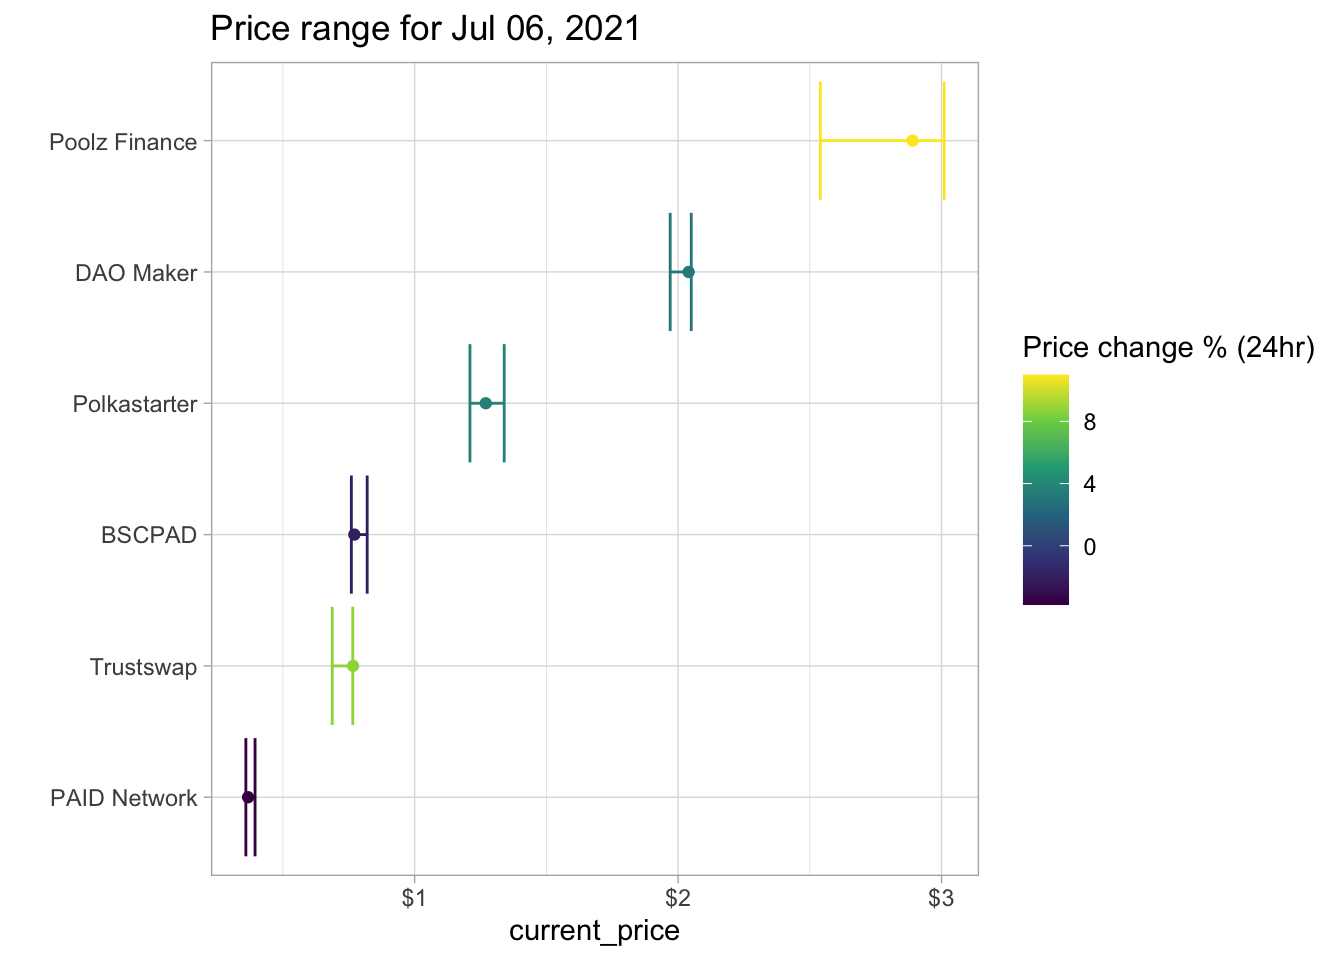 Price range for Jul 06, 2021
Poolz Finance
DAO Maker
Polkastarter
BSCPAD
Trustswap
PAID Network
$1
$2
$3
current_price
Price change % (24hr)
8
4
0